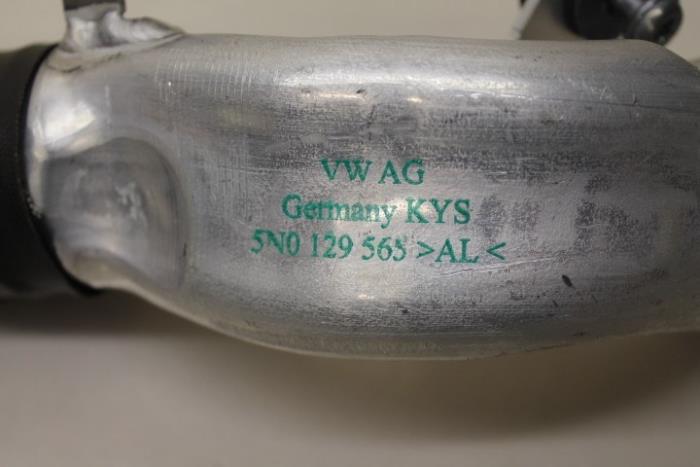 VW AG
Germany KYS
5N0 129 565 >AL<